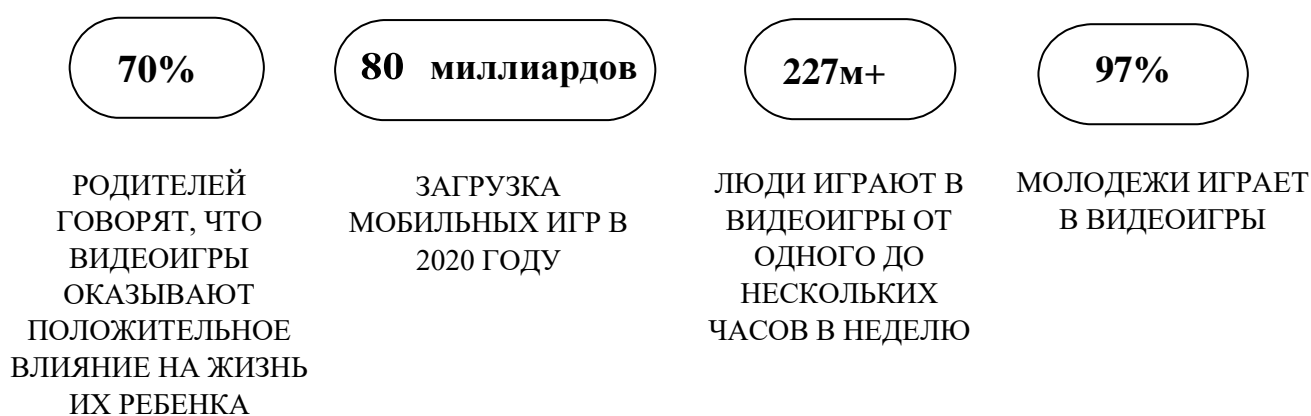 70%
РОДИТЕЛЕЙ
ГОВОРЯТ, ЧТО
ВИДЕОИГРЫ
ОКАЗЫВАЮТ
ПОЛОЖИТЕЛЬНОЕ
ВЛИЯНИЕ НА ЖИЗНЬ
ИХ РЕБЕНКА
80 миллиардов
ЗАГРУЗКА
МОБИЛЬНЫХ ИГР В
2020 ГОДУ
227м+
ЛЮДИ ИГРАЮТ В
ВИДЕОИГРЫ ОТ
ОДНОГО ДО
НЕСКОЛЬКИХ
ЧАСОВ В НЕДЕЛЮ
97%
МОЛОДЕЖИ ИГРАЕТ
В ВИДЕОИГРЫ